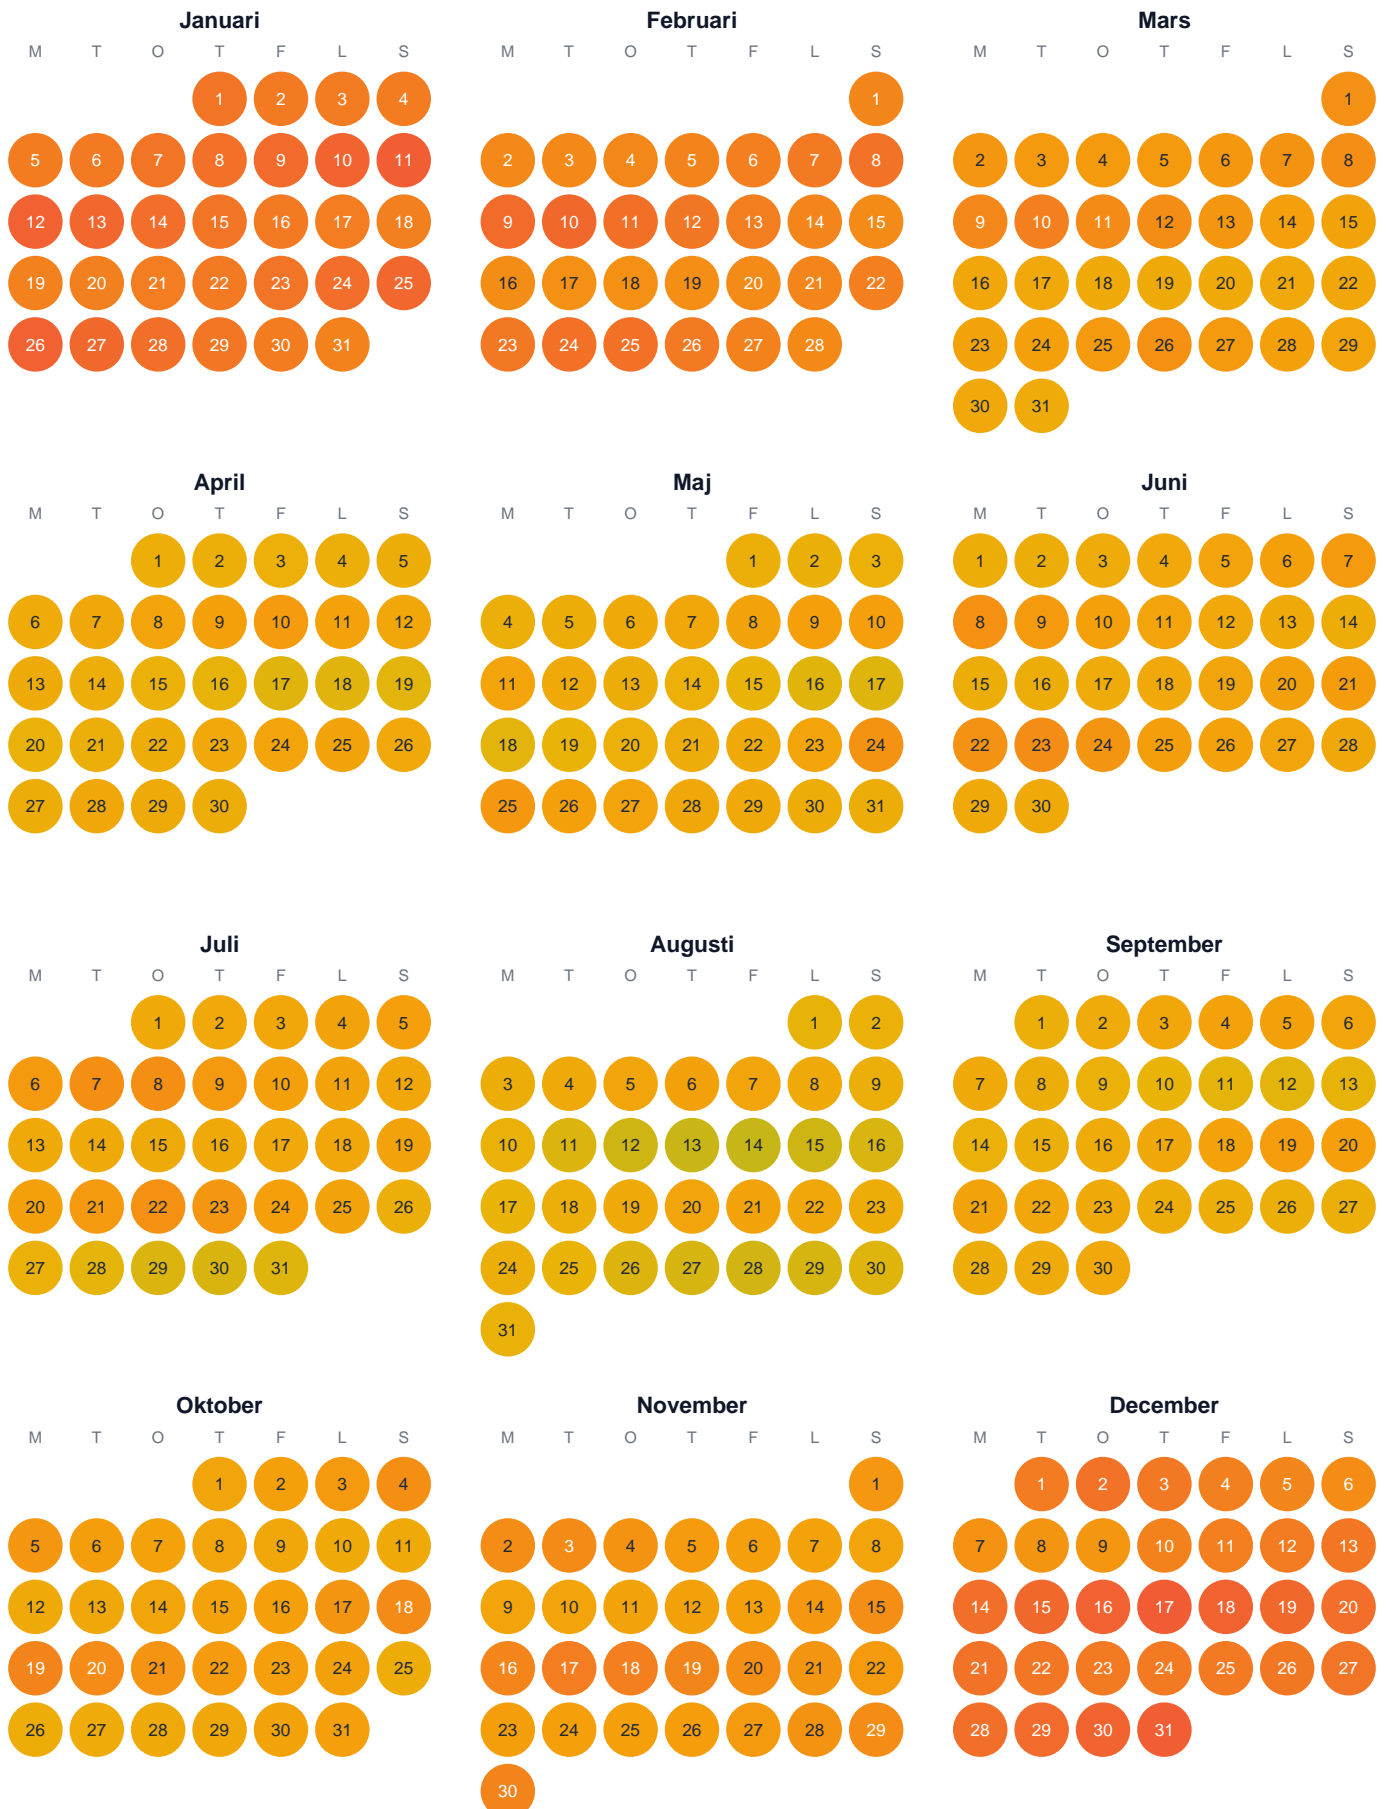 Januari Februari Mars
M T O T F L S M T O T F L S M T O T F L S
1 2 3 4 1 1
5 6 7 8 9 10 11 2 3 4 5 6 7 8 2 3 4 5 6 7 8
12 13 14 15 16 17 18 9 10 11 12 13 14 15 9 10 11 12 13 14 15
19 20 21 22 23 24 25 16 17 18 19 20 21 22 16 17 18 19 20 21 22
26 27 28 29 30 31 23 24 25 26 27 28 23 24 25 26 27 28 29
30 31
April Maj Juni
M T O T F L S M T O T F L S M T O T F L S
1 2 3 4 5 1 2 3 1 2 3 4 5 6 7
6 7 8 9 10 11 12 4 5 6 7 8 9 10 8 9 10 11 12 13 14
13 14 15 16 17 18 19 11 12 13 14 15 16 17 15 16 17 18 19 20 21
20 21 22 23 24 25 26 18 19 20 21 22 23 24 22 23 24 25 26 27 28
27 28 29 30 25 26 27 28 29 30 31 29 30
Juli Augusti September
M T O T F L S M T O T F L S M T O T F L S
1 2 3 4 5 1 2 1 2 3 4 5 6
6 7 8 9 10 11 12 3 4 5 6 7 8 9 7 8 9 10 11 12 13
13 14 15 16 17 18 19 10 11 12 13 14 15 16 14 15 16 17 18 19 20
20 21 22 23 24 25 26 17 18 19 20 21 22 23 21 22 23 24 25 26 27
27 28 29 30 31 24 25 26 27 28 29 30 28 29 30
31
Oktober November December
M T O T F L S M T O T F L S M T O T F L S
1 2 3 4 1 1 2 3 4 5 6
5 6 7 8 9 10 11 2 3 4 5 6 7 8 7 8 9 10 11 12 13
12 13 14 15 16 17 18 9 10 11 12 13 14 15 14 15 16 17 18 19 20
19 20 21 22 23 24 25 16 17 18 19 20 21 22 21 22 23 24 25 26 27
26 27 28 29 30 31 23 24 25 26 27 28 29 28 29 30 31
30